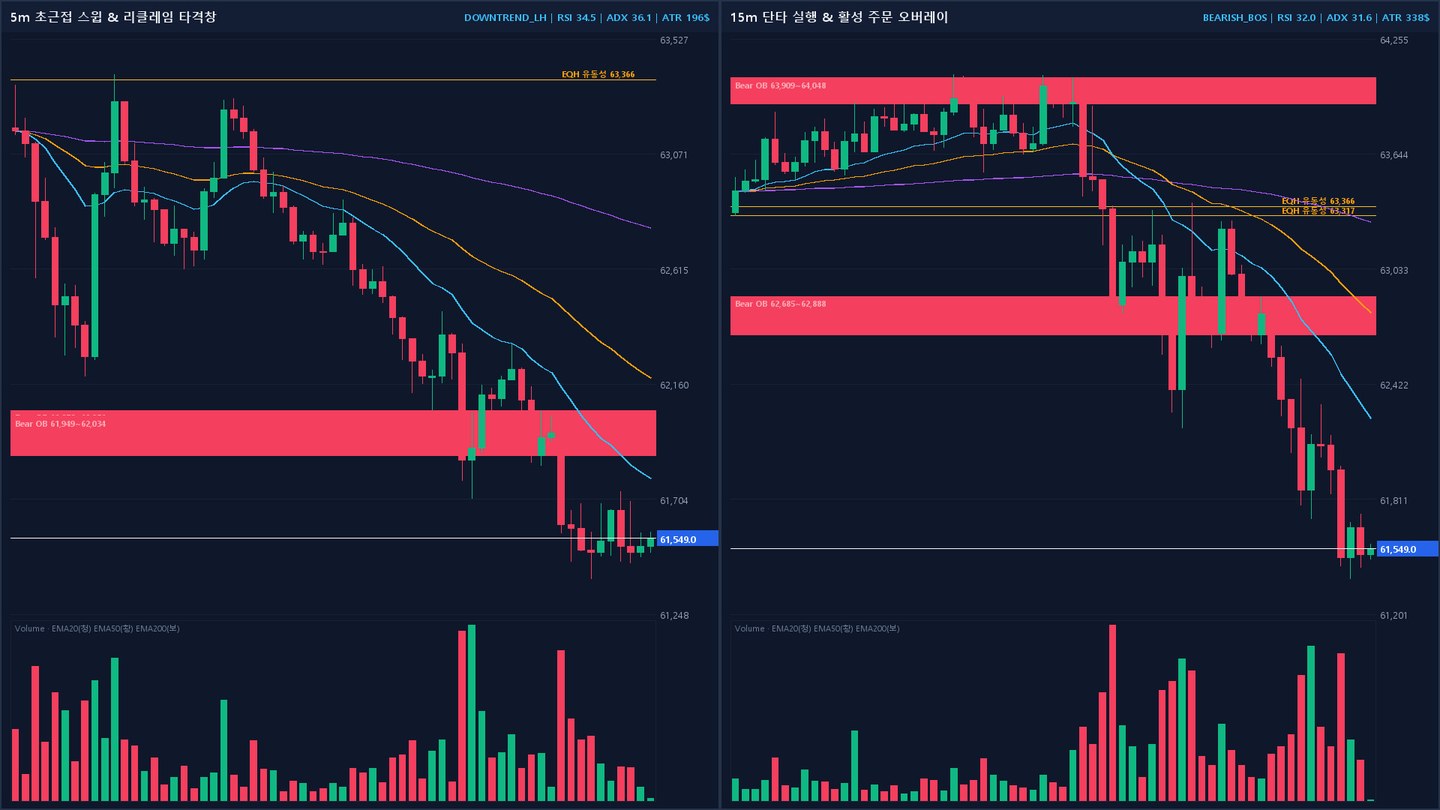 5m 초근접 스윕 & 리클레임 타격창
DOWNTREND_LH | RSI 34.5 | ADX 36.1 | ATR 196$
63,527
EQH 유동성 63,366
63,071
62,615
62,160
Bear OB 61,949~62,034
61,704
61,549.0
61,248
Volume · EMA20(청) EMA50(황) EMA200(보)
15m 단타 실행 & 활성 주문 오버레이
BEARISH_BOS | RSI 32.0 | ADX 31.6 | ATR 338$
64,255
Bear OB 63,909~64,048
63,644
EQH 유동성 63,366
EQH 유동성 63,317
63,033
Bear OB 62,685~62,888
62,422
61,811
61,549.0
61,201
Volume · EMA20(청) EMA50(황) EMA200(보)